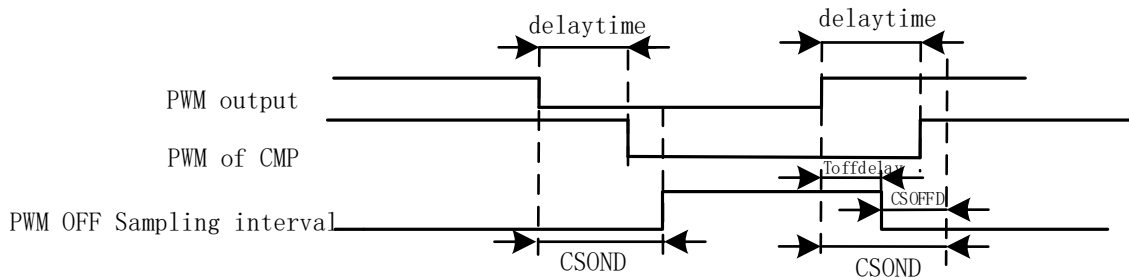 delaytime delaytime
PWM output
PWM of CMP
Toffdelay
CSOFFD
PWM OFF Sampling interval
CSOND CSOND